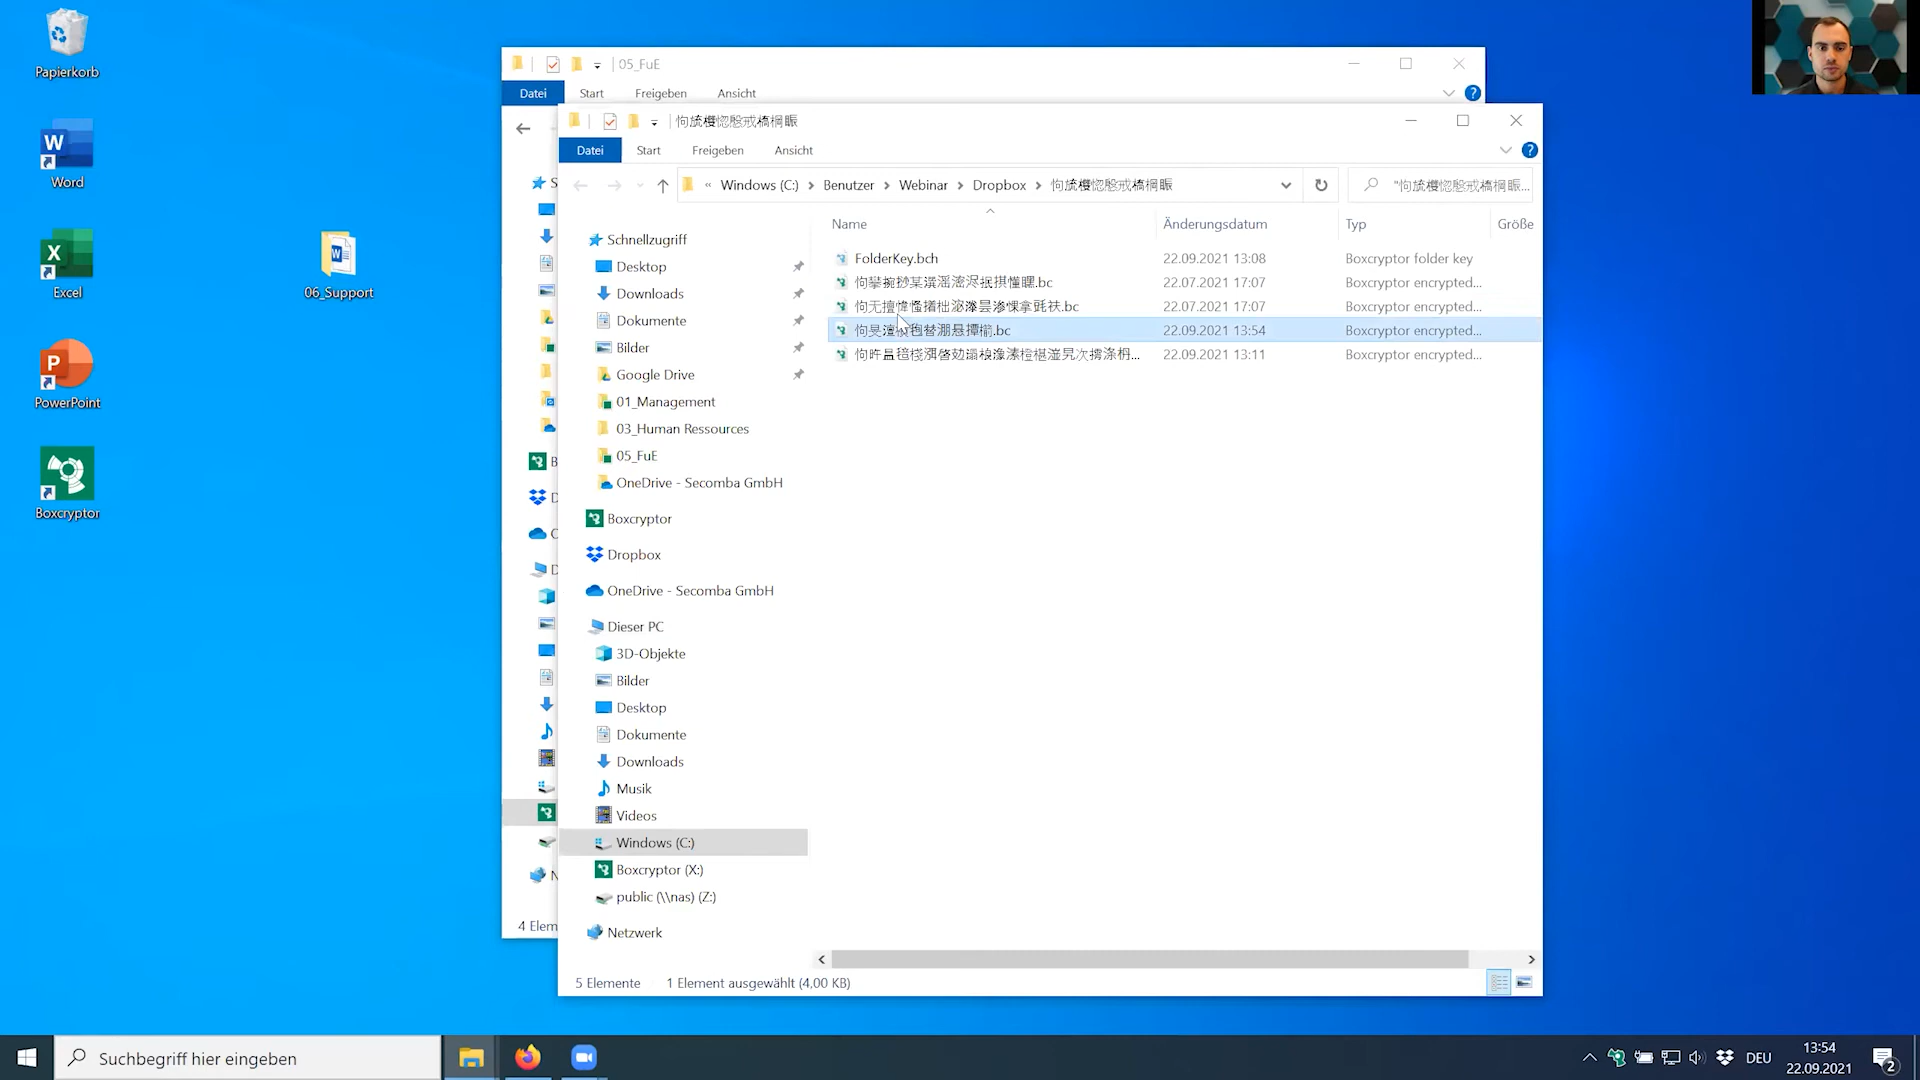 Papierkorb
Word
Excel
PowerPoint
Boxcryptor
06_Support
05_FuE
Datei Start Freigeben Ansicht
4 Elem
Datei Start Freigeben Ansicht
« Windows (C:) Benutzer Webinar Dropbox
Name Änderungsdatum Typ Größe
FolderKey.bch 22.09.2021 13:08 Boxcryptor folder key
22.07.2021 17:07 Boxcryptor encrypted...
22.07.2021 17:07 Boxcryptor encrypted...
22.09.2021 13:54 Boxcryptor encrypted...
22.09.2021 13:11 Boxcryptor encrypted...
Schnellzugriff
Desktop
Downloads
Dokumente
Bilder
Google Drive
01_Management
03_Human Ressources
05_FuE
OneDrive - Secomba GmbH
Boxcryptor
Dropbox
OneDrive - Secomba GmbH
Dieser PC
3D-Objekte
Bilder
Desktop
Dokumente
Downloads
Musik
Videos
Windows (C:)
Boxcryptor (X:)
public (\\nas) (Z:)
Netzwerk
5 Elemente 1 Element ausgewählt (4,00 KB)
Suchbegriff hier eingeben
DEU
13:54
22.09.2021
2